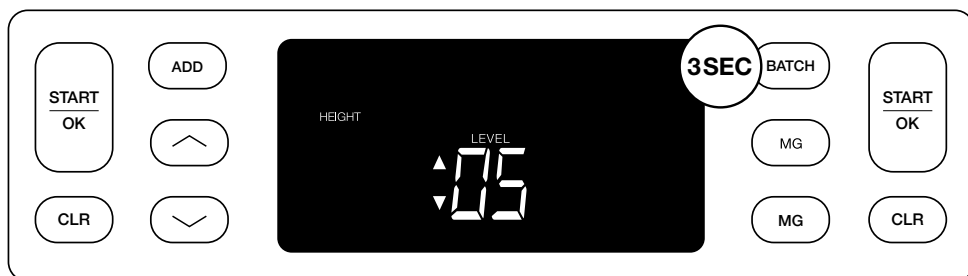 START
OK
CLR
ADD
HEIGHT
LEVEL
05
3SEC
BATCH
MG
MG
START
OK
CLR